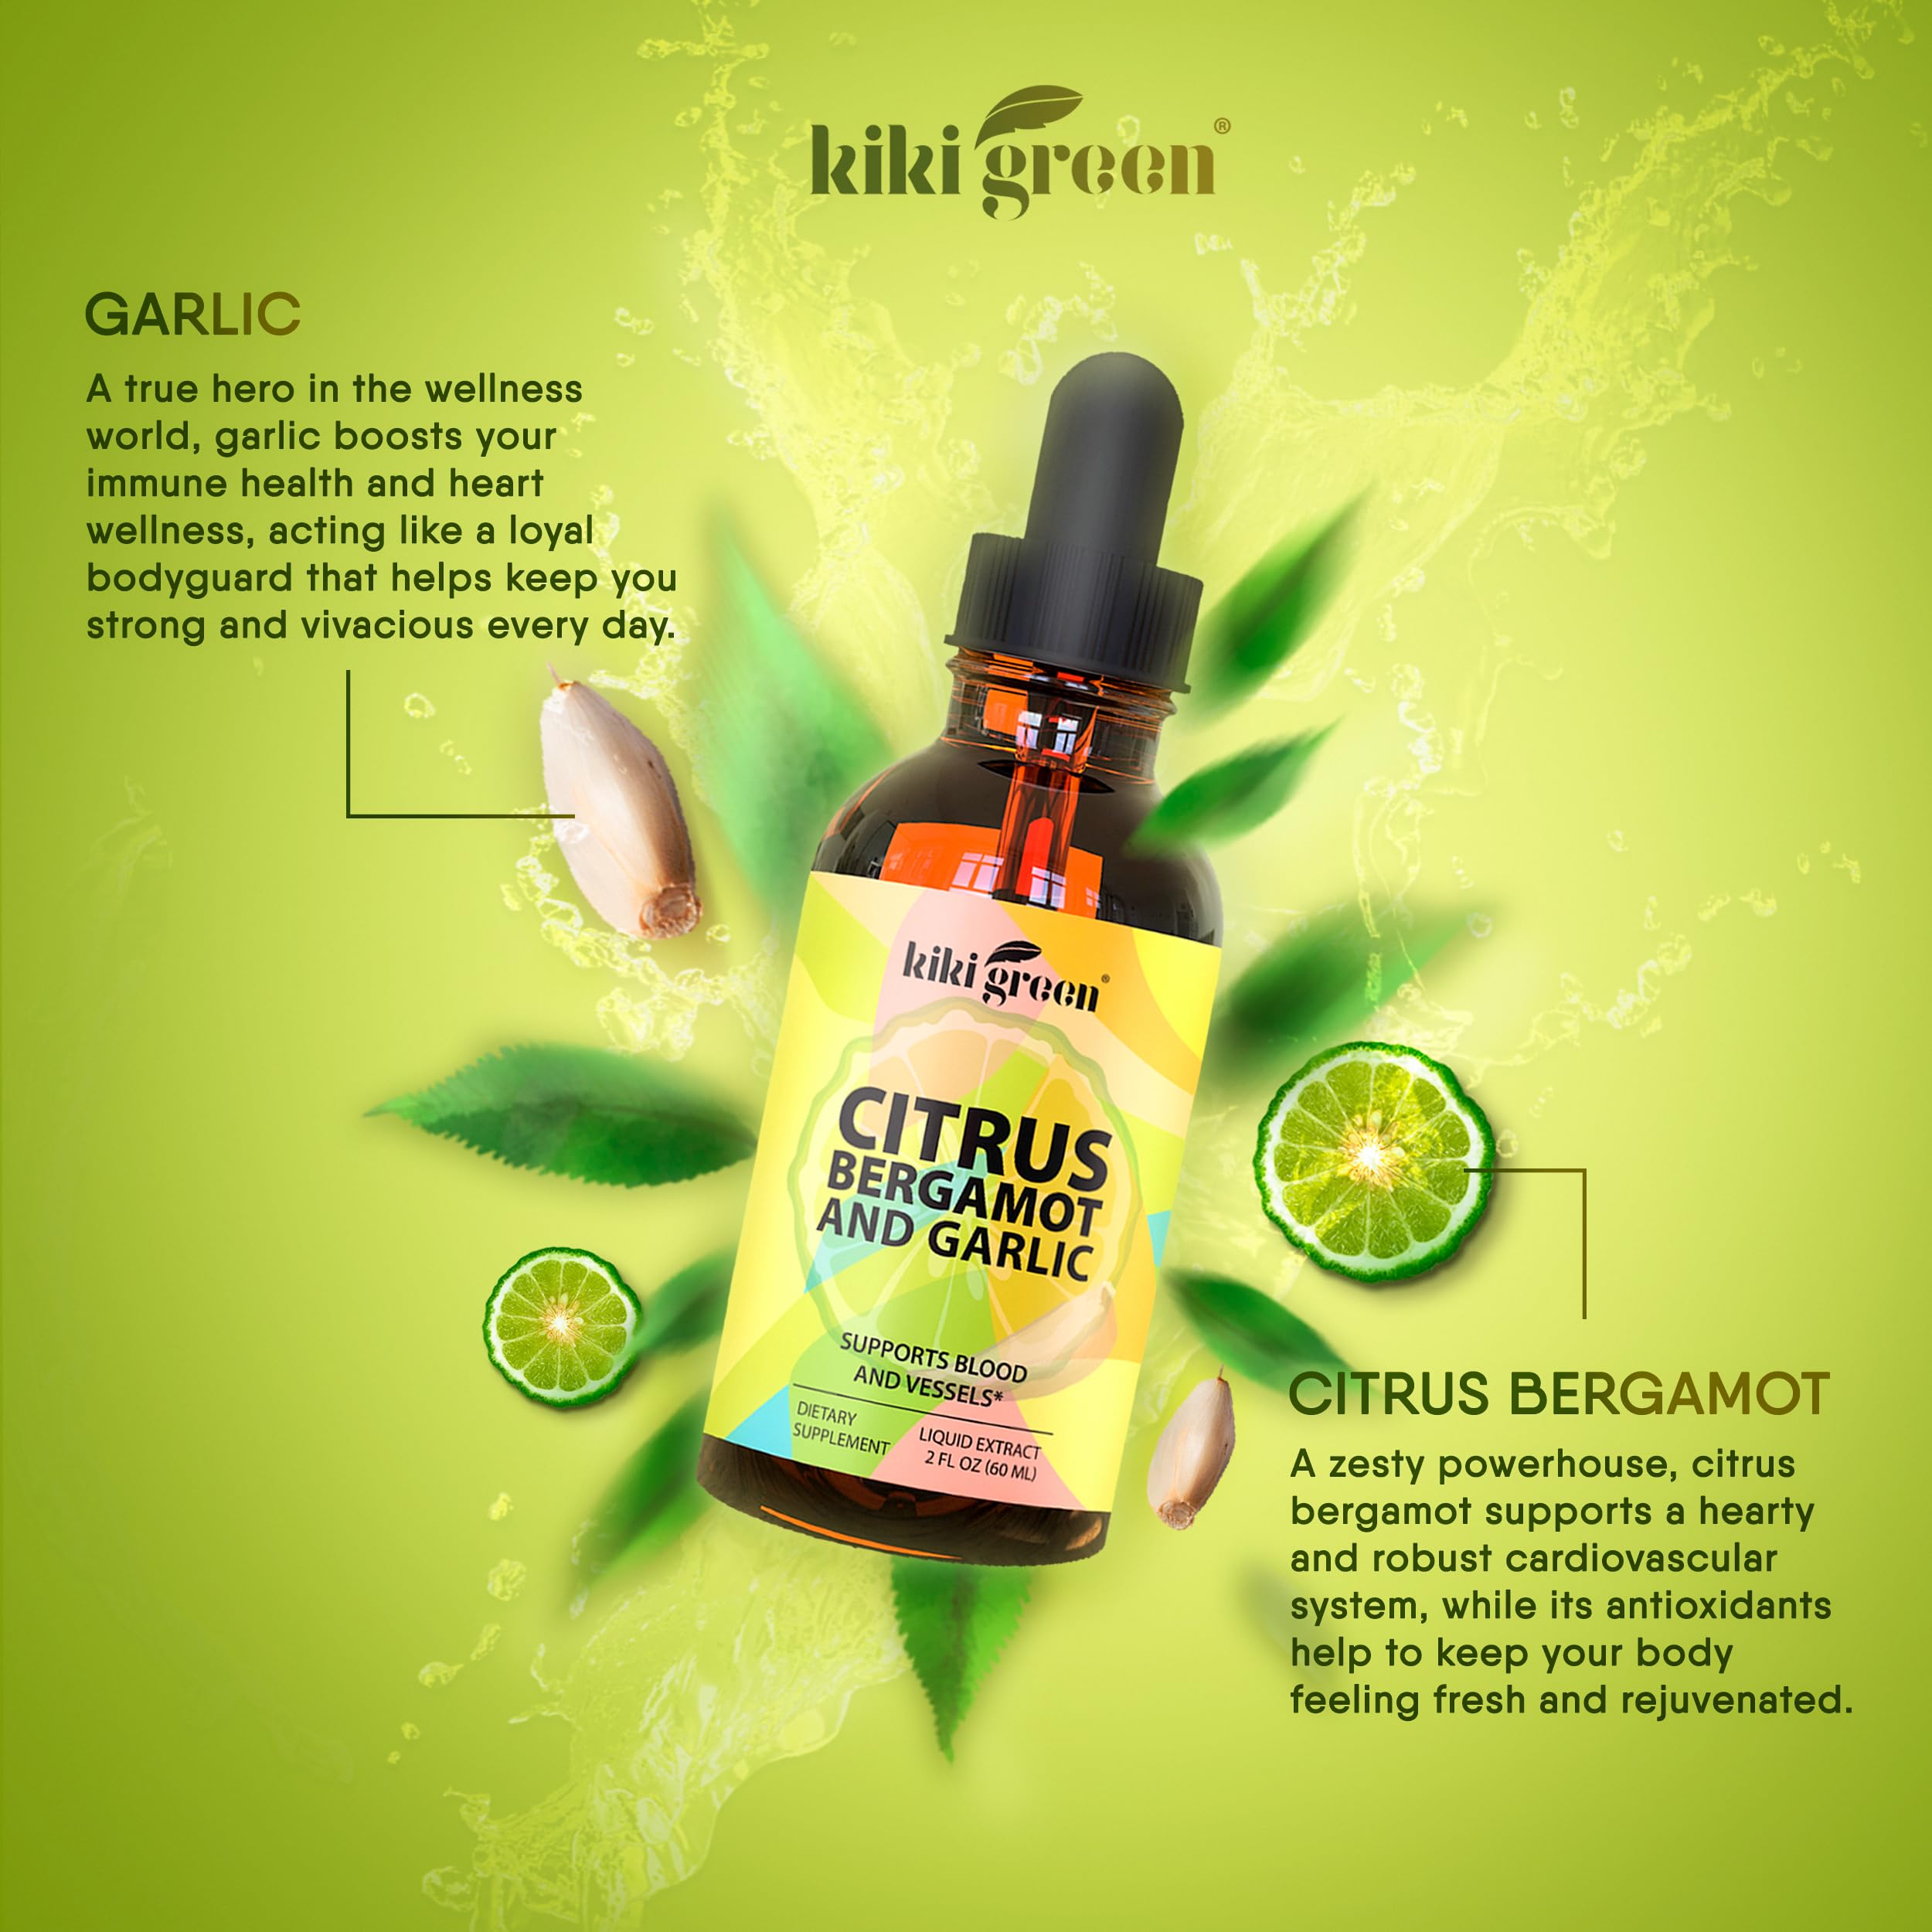 kiki green®
GARLIC
A true hero in the wellness
world, garlic boosts your
immune health and heart
wellness, acting like a loyal
bodyguard that helps keep you
strong and vivacious every day.
kiki green®
CITRUS
BERGAMOT
AND GARLIC
SUPPORTS BLOOD
AND VESSELS*
DIETARY
SUPPLEMENT
LIQUID EXTRACT
2 FL OZ (60 ML)
CITRUS BERGAMOT
A zesty powerhouse, citrus
bergamot supports a hearty
and robust cardiovascular
system, while its antioxidants
help to keep your body
feeling fresh and rejuvenated.